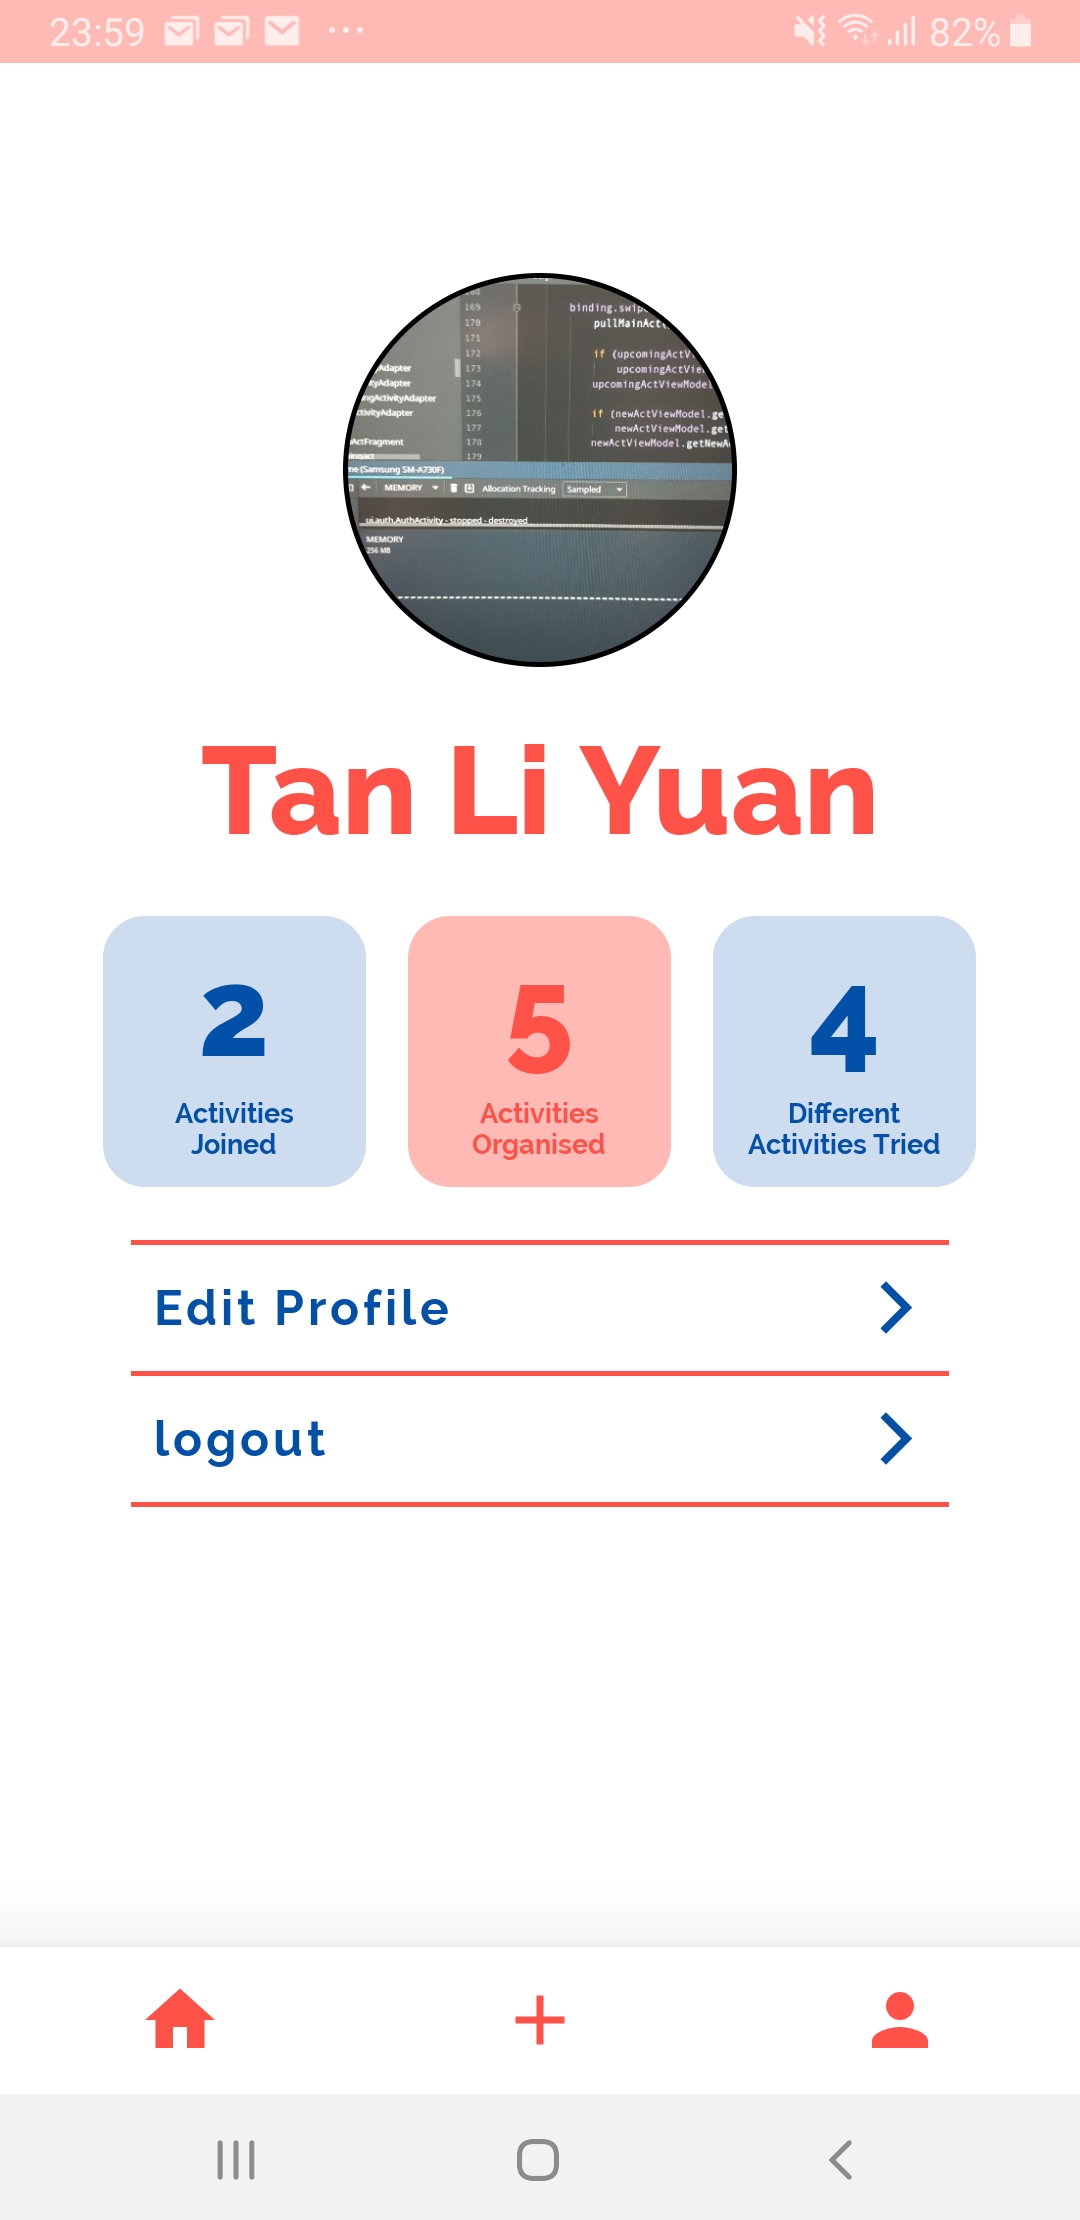 23:59
82%
168
169
binding.swip
170
pullMainAct
171
172
if (upcomingActV
Adapter
173
upcomingActVie
tyAdapter
174
upcomingActViewModel
ngActivityAdapter
175
ctivityAdapter
176
if (newActViewModel.ge
177
newActViewModel.get
ActFragment
178
newActViewModel.getNewA
179
me (Samsung SM-A730F)
MEMORY
Allocation Tracking
Sampled
ui.auth.AuthActivity - stopped - destroyed
MEMORY
256 MB
Tan Li Yuan
2
Activities
Joined
5
Activities
Organised
4
Different
Activities Tried
Edit Profile
logout